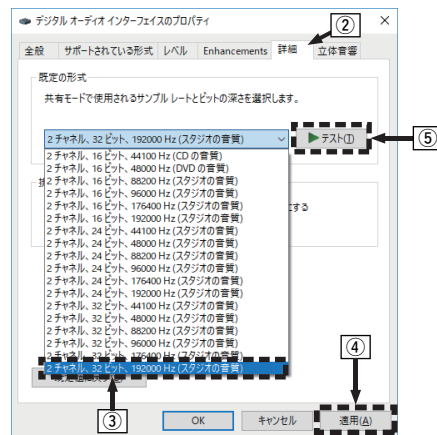 デジタル オーディオ インターフェイスのプロパティ
②
全般 サポートされている形式 レベル Enhancements 詳細 立体音響
既定の形式
共有モードで使用されるサンプル レートとビットの深さを選択します。
2 チャネル、32 ビット、192000 Hz (スタジオの音質)
テスト(T)
⑤
2 チャネル、16 ビット、44100 Hz (CD の音質)
2 チャネル、16 ビット、48000 Hz (DVD の音質)
2 チャネル、16 ビット、88200 Hz (スタジオの音質)
2 チャネル、16 ビット、96000 Hz (スタジオの音質)
2 チャネル、16 ビット、176400 Hz (スタジオの音質)
2 チャネル、16 ビット、192000 Hz (スタジオの音質)
2 チャネル、24 ビット、44100 Hz (スタジオの音質)
2 チャネル、24 ビット、48000 Hz (スタジオの音質)
2 チャネル、24 ビット、88200 Hz (スタジオの音質)
2 チャネル、24 ビット、96000 Hz (スタジオの音質)
2 チャネル、24 ビット、176400 Hz (スタジオの音質)
2 チャネル、24 ビット、192000 Hz (スタジオの音質)
2 チャネル、32 ビット、44100 Hz (スタジオの音質)
2 チャネル、32 ビット、48000 Hz (スタジオの音質)
2 チャネル、32 ビット、88200 Hz (スタジオの音質)
2 チャネル、32 ビット、96000 Hz (スタジオの音質)
2 チャネル、32 ビット、176400 Hz (スタジオの音質)
2 チャネル、32 ビット、192000 Hz (スタジオの音質)
にする
④
③
OK キャンセル 適用(A)